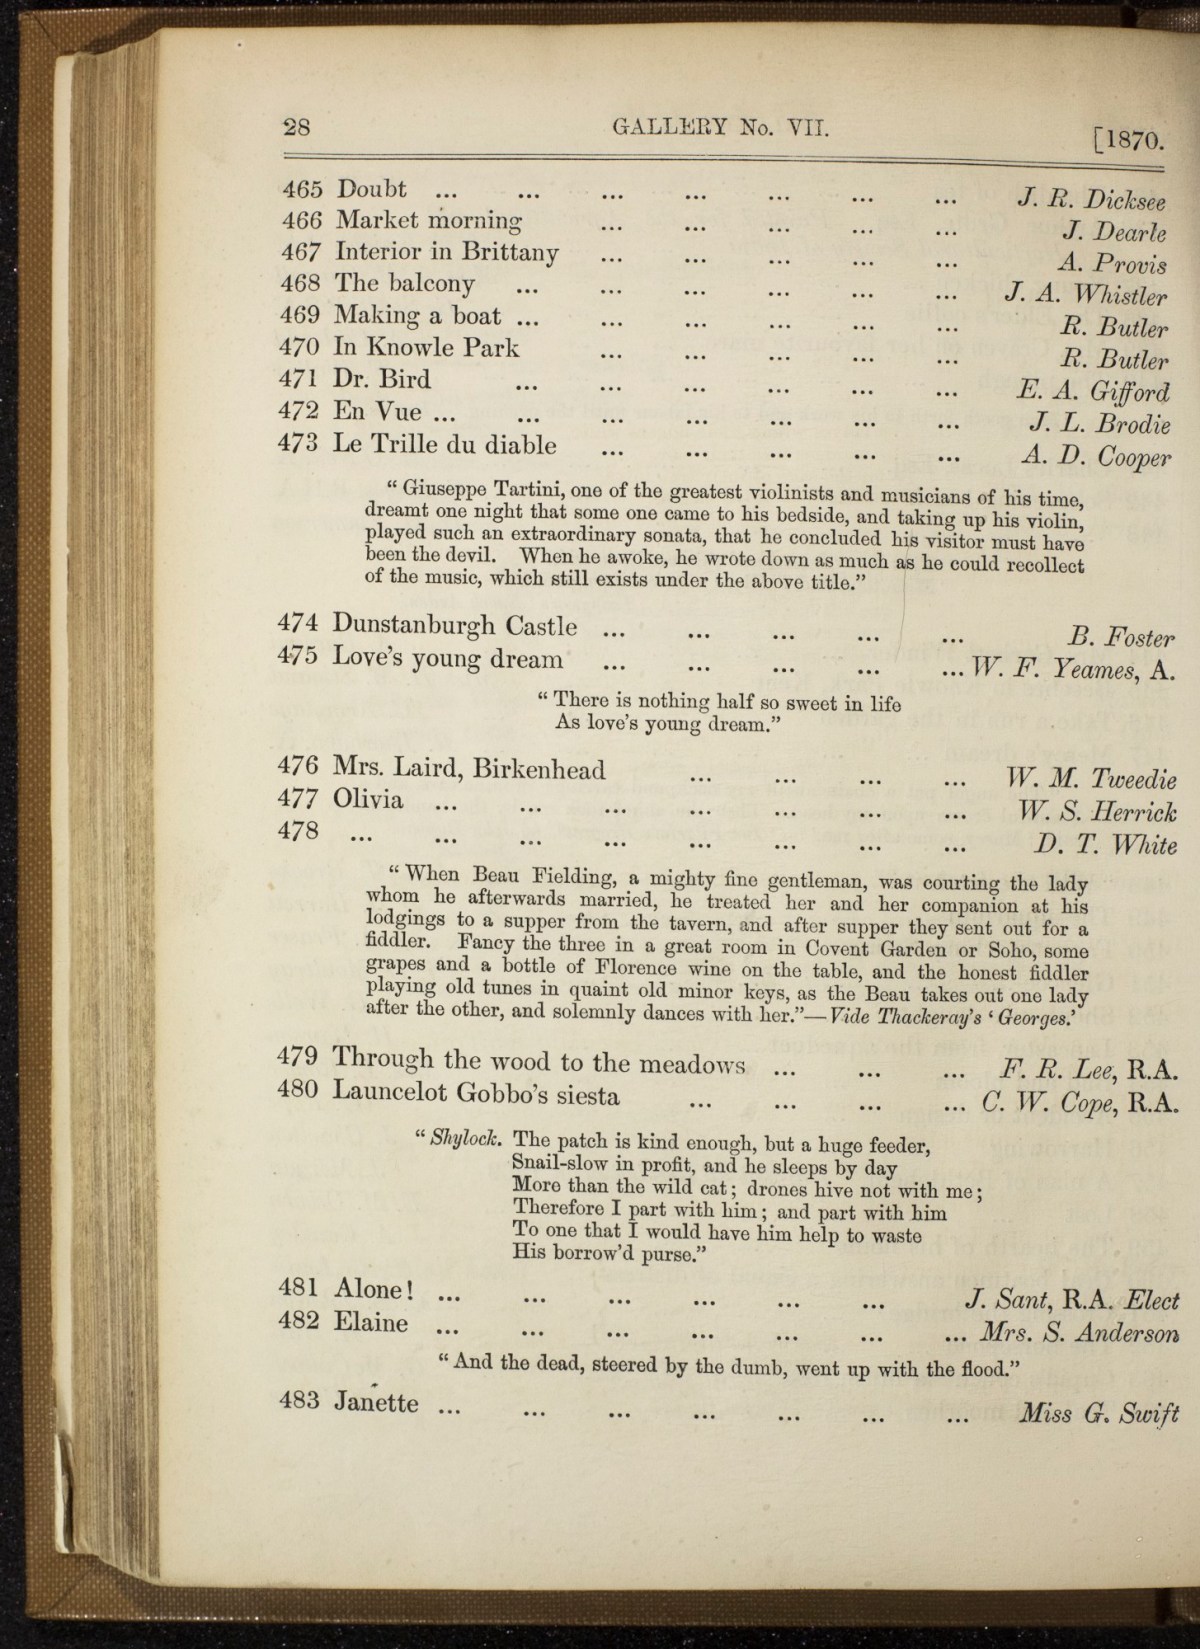 28 GALLERY No. VII. [1870.
465 Doubt ... ... ... ... ... ... ... J. R. Dicksee
466 Market morning ... ... ... ... ... J. Dearle
467 Interior in Brittany ... ... ... ... ... A. Provis
468 The balcony ... ... ... ... ... ... J. A. Whistler
469 Making a boat ... ... ... ... ... ... R. Butler
470 In Knowle Park ... ... ... ... ... R. Butler
471 Dr. Bird ... ... ... ... ... ... E. A. Gifford
472 En Vue ... ... ... ... ... ... ... J. L. Brodie
473 Le Trille du diable ... ... ... ... ... A. D. Cooper
“ Giuseppe Tartini, one of the greatest violinists and musicians of his time,
dreamt one night that some one came to his bedside, and taking up his violin,
played such an extraordinary sonata, that he concluded his visitor must have
been the devil. When he awoke, he wrote down as much as he could recollect
of the music, which still exists under the above title.”
474 Dunstanburgh Castle ... ... ... ... ... B. Foster
475 Love’s young dream ... ... ... ... ... W. F. Yeames, A.
“ There is nothing half so sweet in life
As love’s young dream.”
476 Mrs. Laird, Birkenhead ... ... ... ... W. M. Tweedie
477 Olivia ... ... ... ... ... ... ... W. S. Herrick
478 ... ... ... ... ... ... ... ... D. T. White
“ When Beau Fielding, a mighty fine gentleman, was courting the lady
whom he afterwards married, he treated her and her companion at his
lodgings to a supper from the tavern, and after supper they sent out for a
fiddler. Fancy the three in a great room in Covent Garden or Soho, some
grapes and a bottle of Florence wine on the table, and the honest fiddler
playing old tunes in quaint old minor keys, as the Beau takes out one lady
after the other, and solemnly dances with her.”—Vide Thackeray’s ‘ Georges.’
479 Through the wood to the meadows ... ... ... F. R. Lee, R.A.
480 Launcelot Gobbo’s siesta ... ... ... ... C. W. Cope, R.A.
“ Shylock. The patch is kind enough, but a huge feeder,
Snail-slow in profit, and he sleeps by day
More than the wild cat ; drones hive not with me ;
Therefore I part with him ; and part with him
To one that I would have him help to waste
His borrow’d purse.”
481 Alone ! ... ... ... ... ... ... J. Sant, R.A. Elect
482 Elaine ... ... ... ... ... ... ... Mrs. S. Anderson
“ And the dead, steered by the dumb, went up with the flood.”
483 Janette ... ... ... ... ... ... ... Miss G. Swift